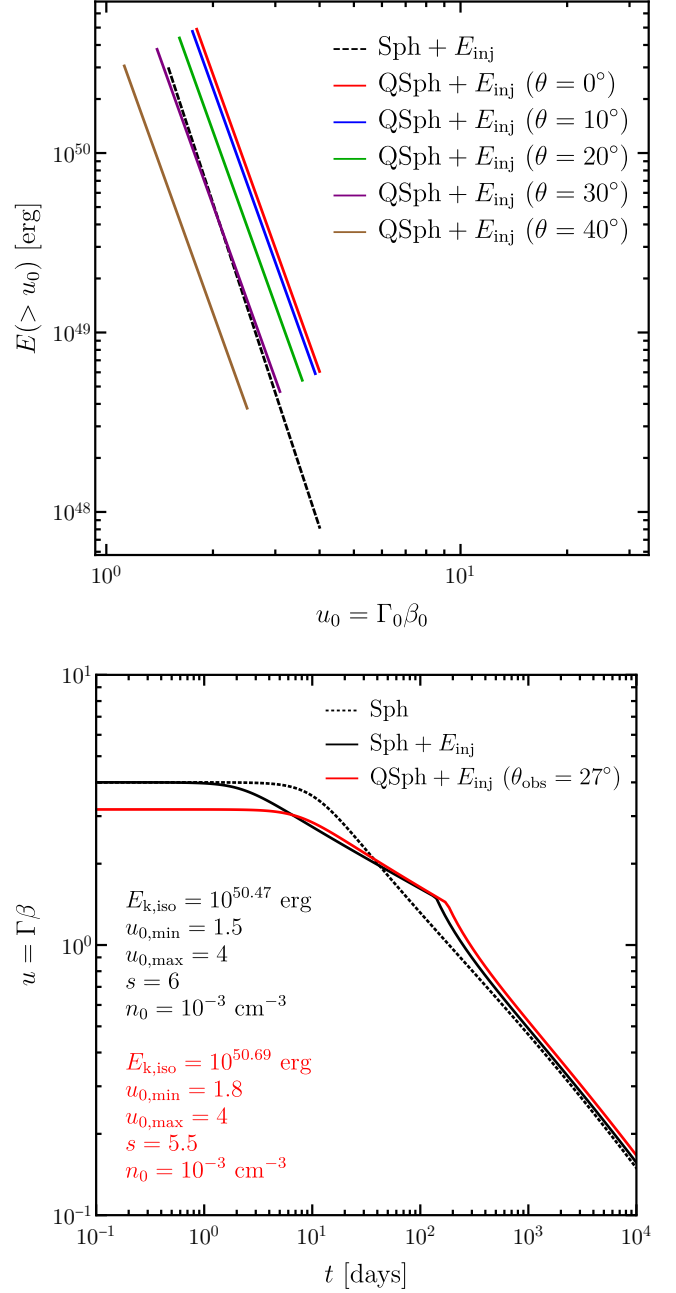 Sph + E_inj
QSph + E_inj (θ = 0°)
QSph + E_inj (θ = 10°)
QSph + E_inj (θ = 20°)
QSph + E_inj (θ = 30°)
QSph + E_inj (θ = 40°)
10^50
10^49
10^48
E(> u_0) [erg]
10^0 10^1
u_0 = Γ_0β_0
10^1
10^0
10^−1
u = Γβ
Sph
Sph + E_inj
QSph + E_inj (θ_obs = 27°)
E_k,iso = 10^50.47 erg
u_0,min = 1.5
u_0,max = 4
s = 6
n_0 = 10^−3 cm^−3
E_k,iso = 10^50.69 erg
u_0,min = 1.8
u_0,max = 4
s = 5.5
n_0 = 10^−3 cm^−3
10^−1 10^0 10^1 10^2 10^3 10^4
t [days]